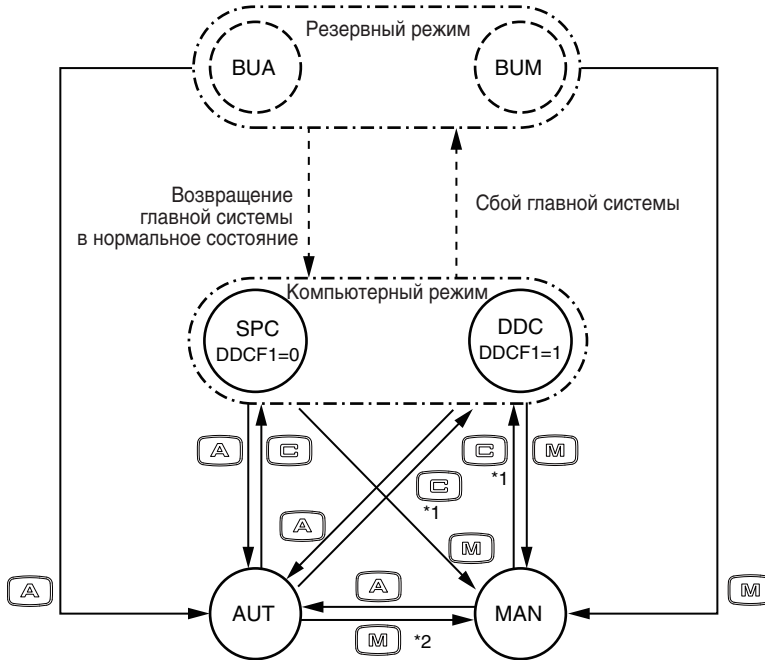 Резервный режим
BUA
BUM
Возвращение
главной системы
в нормальное состояние
Сбой главной системы
Компьютерный режим
SPC
DDCF1=0
DDC
DDCF1=1
A
C
C
M
*1
C
*1
A
M
A
A
M
AUT
MAN
M
*2